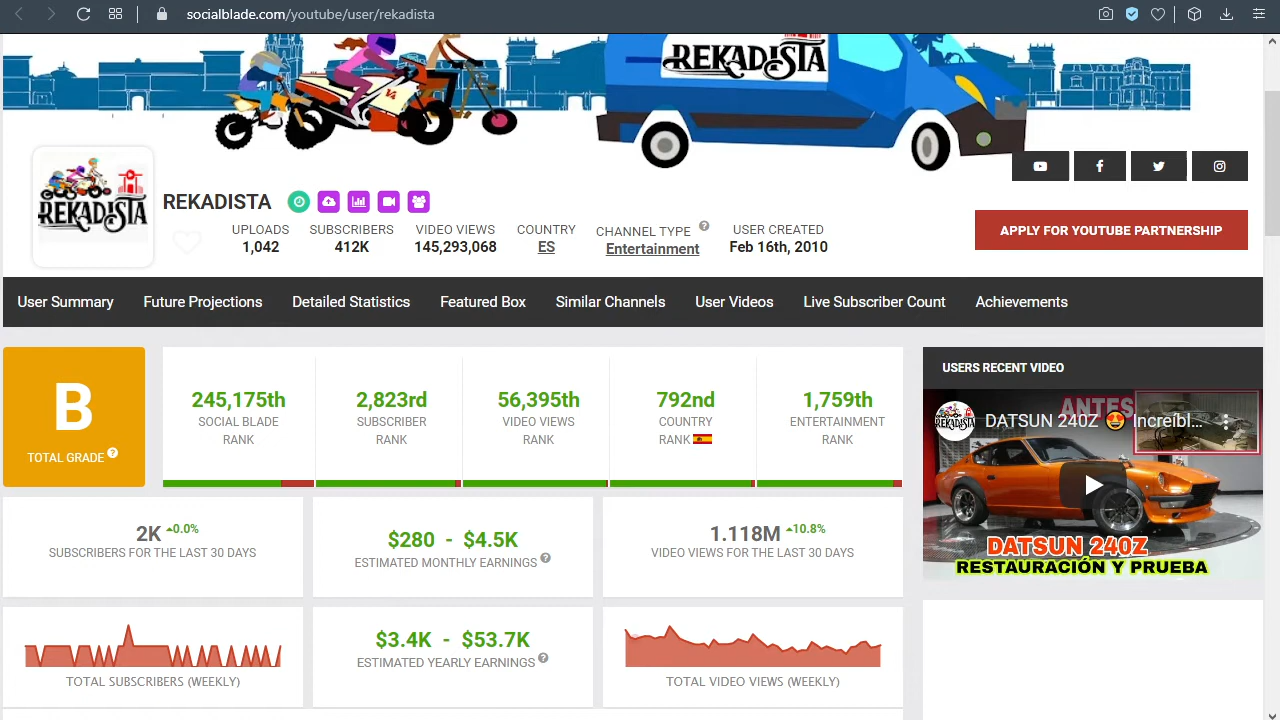 socialblade.com/youtube/user/rekadista
REKADISTA
REKADISTA
REKADISTA
UPLOADS
1,042
SUBSCRIBERS
412K
VIDEO VIEWS
145,293,068
COUNTRY
ES
CHANNEL TYPE
Entertainment
USER CREATED
Feb 16th, 2010
APPLY FOR YOUTUBE PARTNERSHIP
User Summary
Future Projections
Detailed Statistics
Featured Box
Similar Channels
User Videos
Live Subscriber Count
Achievements
B
TOTAL GRADE
245,175th
SOCIAL BLADE
RANK
2,823rd
SUBSCRIBER
RANK
56,395th
VIDEO VIEWS
RANK
792nd
COUNTRY
RANK
1,759th
ENTERTAINMENT
RANK
2K 0.0%
SUBSCRIBERS FOR THE LAST 30 DAYS
$280 - $4.5K
ESTIMATED MONTHLY EARNINGS
1.118M 10.8%
VIDEO VIEWS FOR THE LAST 30 DAYS
TOTAL SUBSCRIBERS (WEEKLY)
$3.4K - $53.7K
ESTIMATED YEARLY EARNINGS
TOTAL VIDEO VIEWS (WEEKLY)
USERS RECENT VIDEO
ANTES
REKADISTA
DATSUN 240Z 🤩 Increíbl...
DATSUN 240Z
RESTAURACIÓN Y PRUEBA